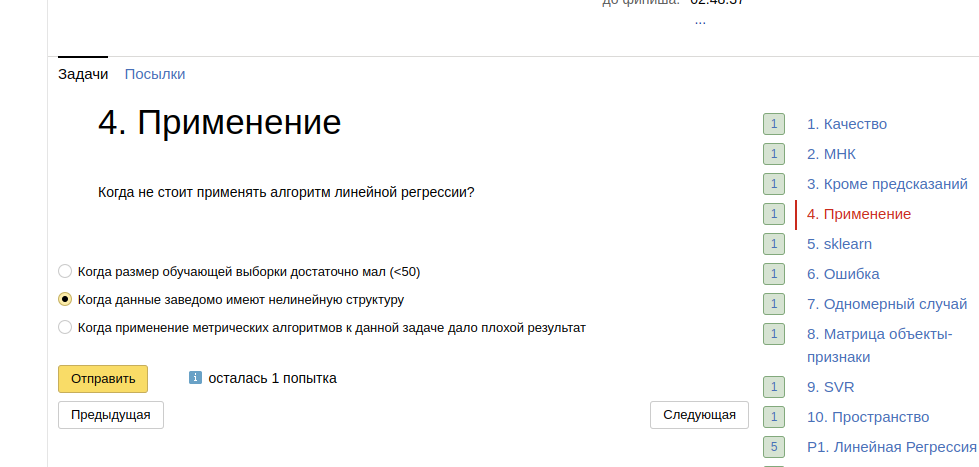 до финиша: 02:48:37
...
Задачи Посылки
4. Применение
Когда не стоит применять алгоритм линейной регрессии?
Когда размер обучающей выборки достаточно мал (<50)
Когда данные заведомо имеют нелинейную структуру
Когда применение метрических алгоритмов к данной задаче дало плохой результат
Отправить осталась 1 попытка
Предыдущая Следующая
1 1. Качество
1 2. МНК
1 3. Кроме предсказаний
1 4. Применение
1 5. sklearn
1 6. Ошибка
1 7. Одномерный случай
1 8. Матрица объекты-
признаки
1 9. SVR
1 10. Пространство
5 P1. Линейная Регрессия